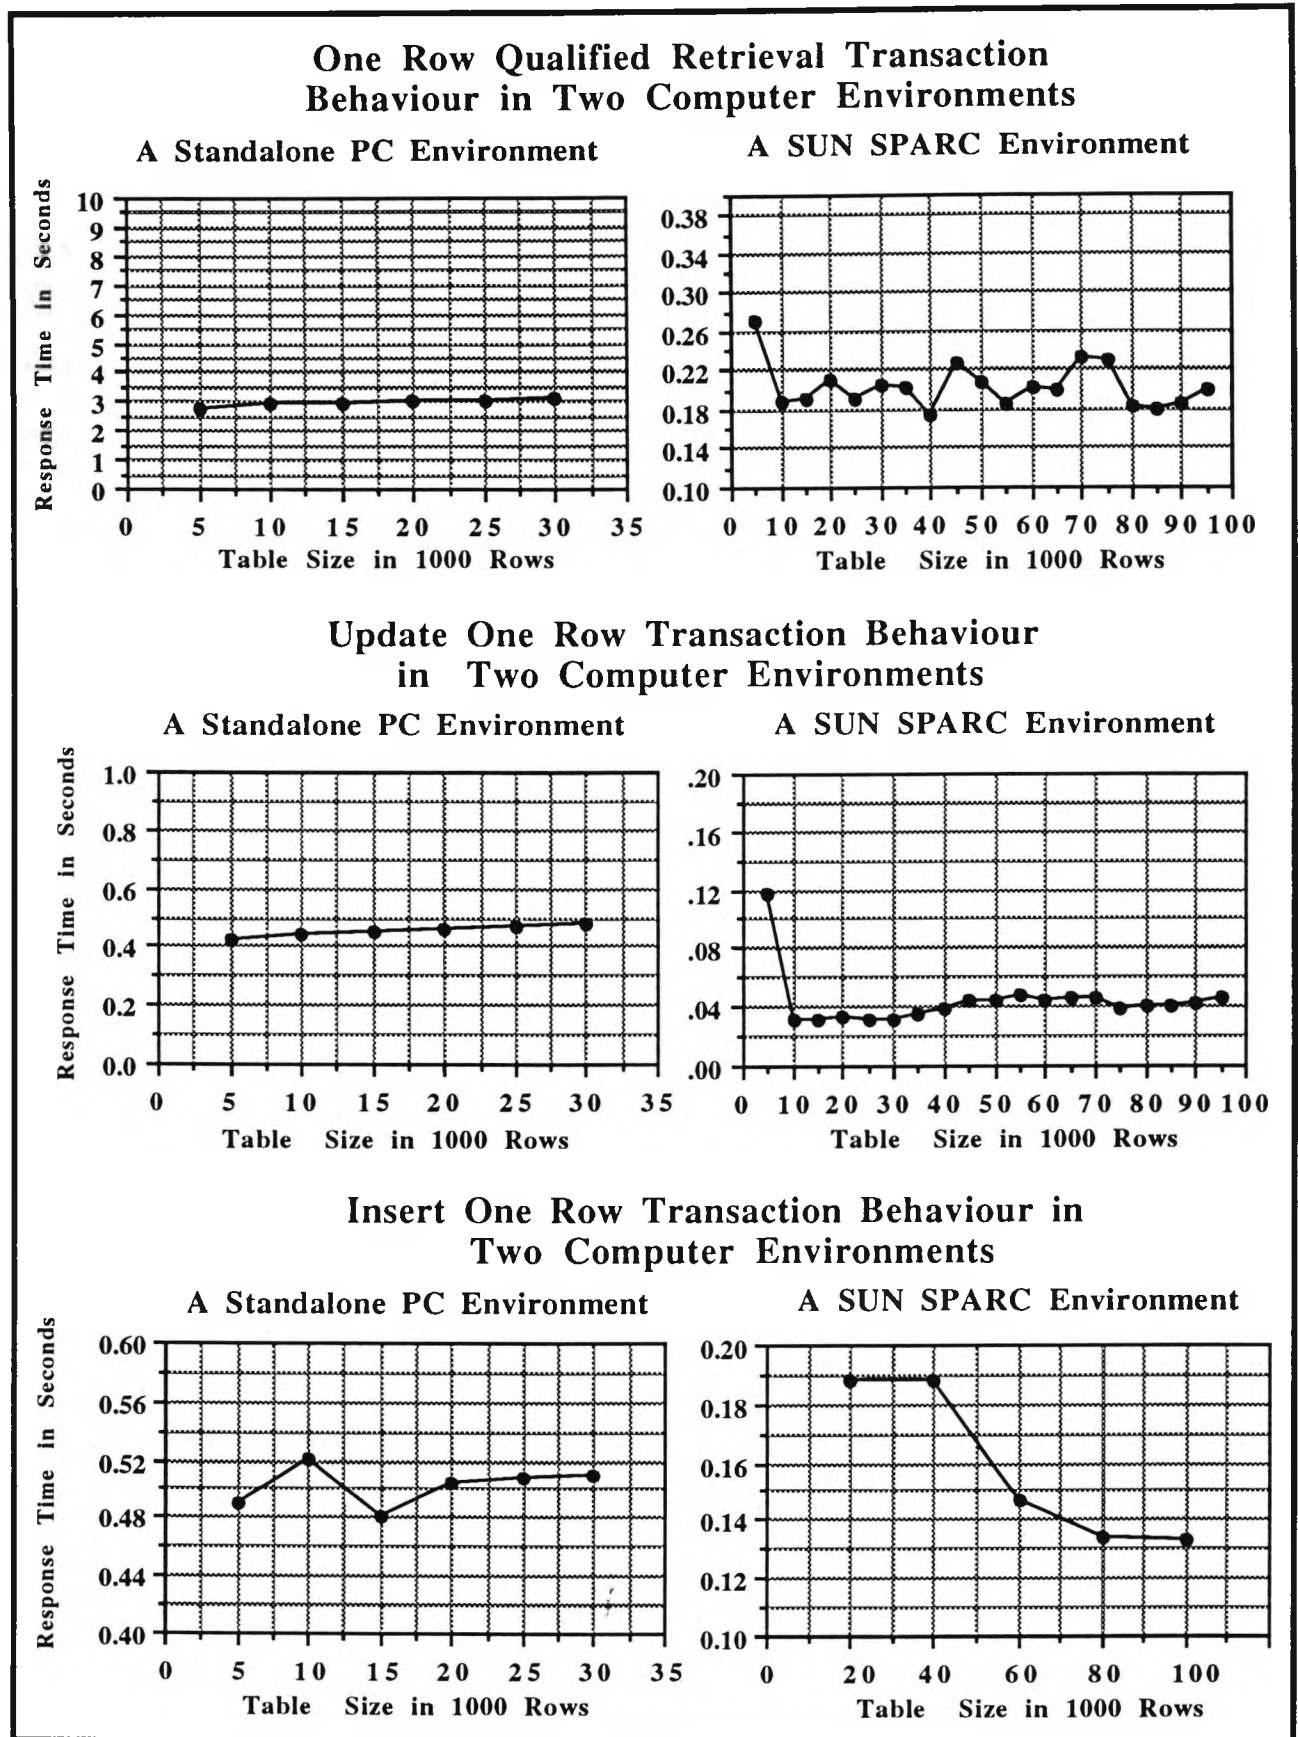 One Row Qualified Retrieval Transaction
Behaviour in Two Computer Environments
A Standalone PC Environment
Response Time in Seconds
10
9
8
7
6
5
4
3
2
1
0
0 5 10 15 20 25 30 35
Table Size in 1000 Rows
A SUN SPARC Environment
0.38
0.34
0.30
0.26
0.22
0.18
0.14
0.10
0 10 20 30 40 50 60 70 80 90 100
Table Size in 1000 Rows
Update One Row Transaction Behaviour
in Two Computer Environments
A Standalone PC Environment
Response Time in Seconds
1.0
0.8
0.6
0.4
0.2
0.0
0 5 10 15 20 25 30 35
Table Size in 1000 Rows
A SUN SPARC Environment
.20
.16
.12
.08
.04
.00
0 10 20 30 40 50 60 70 80 90 100
Table Size in 1000 Rows
Insert One Row Transaction Behaviour in
Two Computer Environments
A Standalone PC Environment
Response Time in Seconds
0.60
0.56
0.52
0.48
0.44
0.40
0 5 10 15 20 25 30 35
Table Size in 1000 Rows
A SUN SPARC Environment
0.20
0.18
0.16
0.14
0.12
0.10
0 20 40 60 80 100
Table Size in 1000 Rows